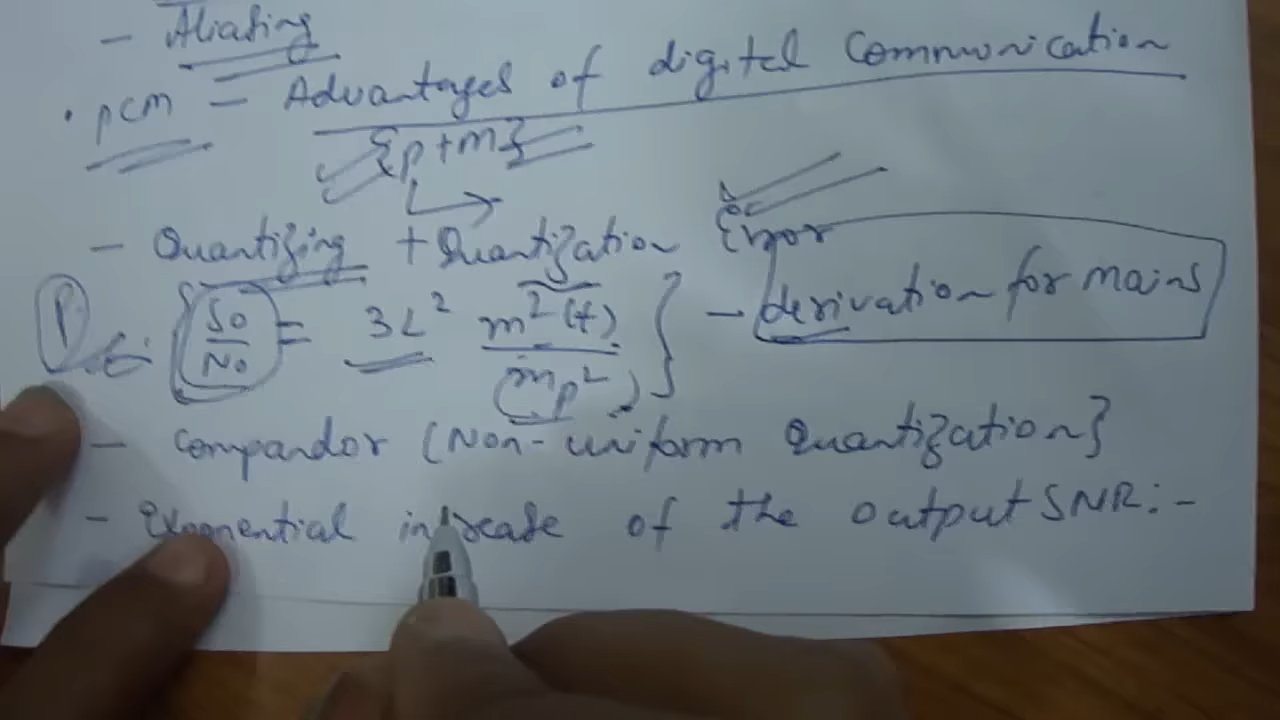 - Aliasing
• pcm - Advantages of digital Communication
{p+m}
- Quantizing + Quantization Error
P { So/No = 3L² m²(t)/mp² } - derivation for mains
- Compandor (Non-uniform Quantization}
- Exponential increase of the output SNR:-